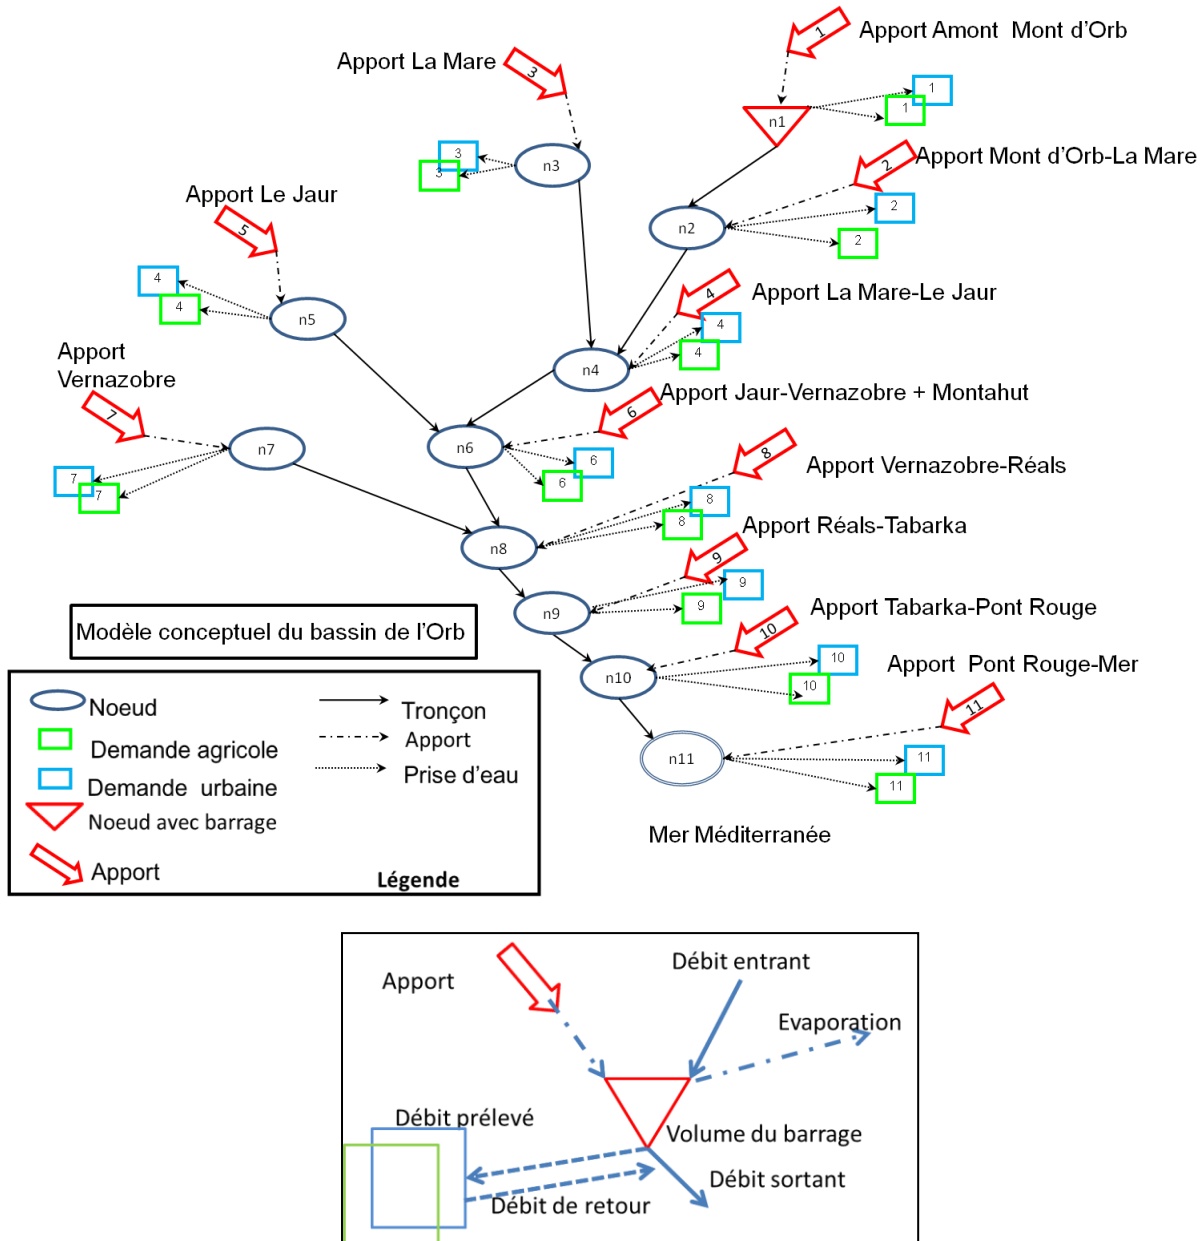 1
Apport Amont Mont d'Orb
Apport La Mare
3
1
1
n1
2
Apport Mont d'Orb-La Mare
3
3
n3
Apport Le Jaur
5
2
n2
2
4
Apport La Mare-Le Jaur
4
4
n5
4
4
n4
Apport
Vernazobre
7
Apport Jaur-Vernazobre + Montahut
6
n7
n6
6
6
8
Apport Vernazobre-Réals
7
7
8
8
n8
Apport Réals-Tabarka
9
9
9
n9
Apport Tabarka-Pont Rouge
10
Modèle conceptuel du bassin de l'Orb
10
10
n10
Apport Pont Rouge-Mer
11
Noeud
Tronçon
Demande agricole
Apport
n11
11
11
Demande urbaine
Prise d'eau
Noeud avec barrage
Mer Méditerranée
Apport
Légende
Apport
Débit entrant
Evaporation
Débit prélevé
Volume du barrage
Débit sortant
Débit de retour